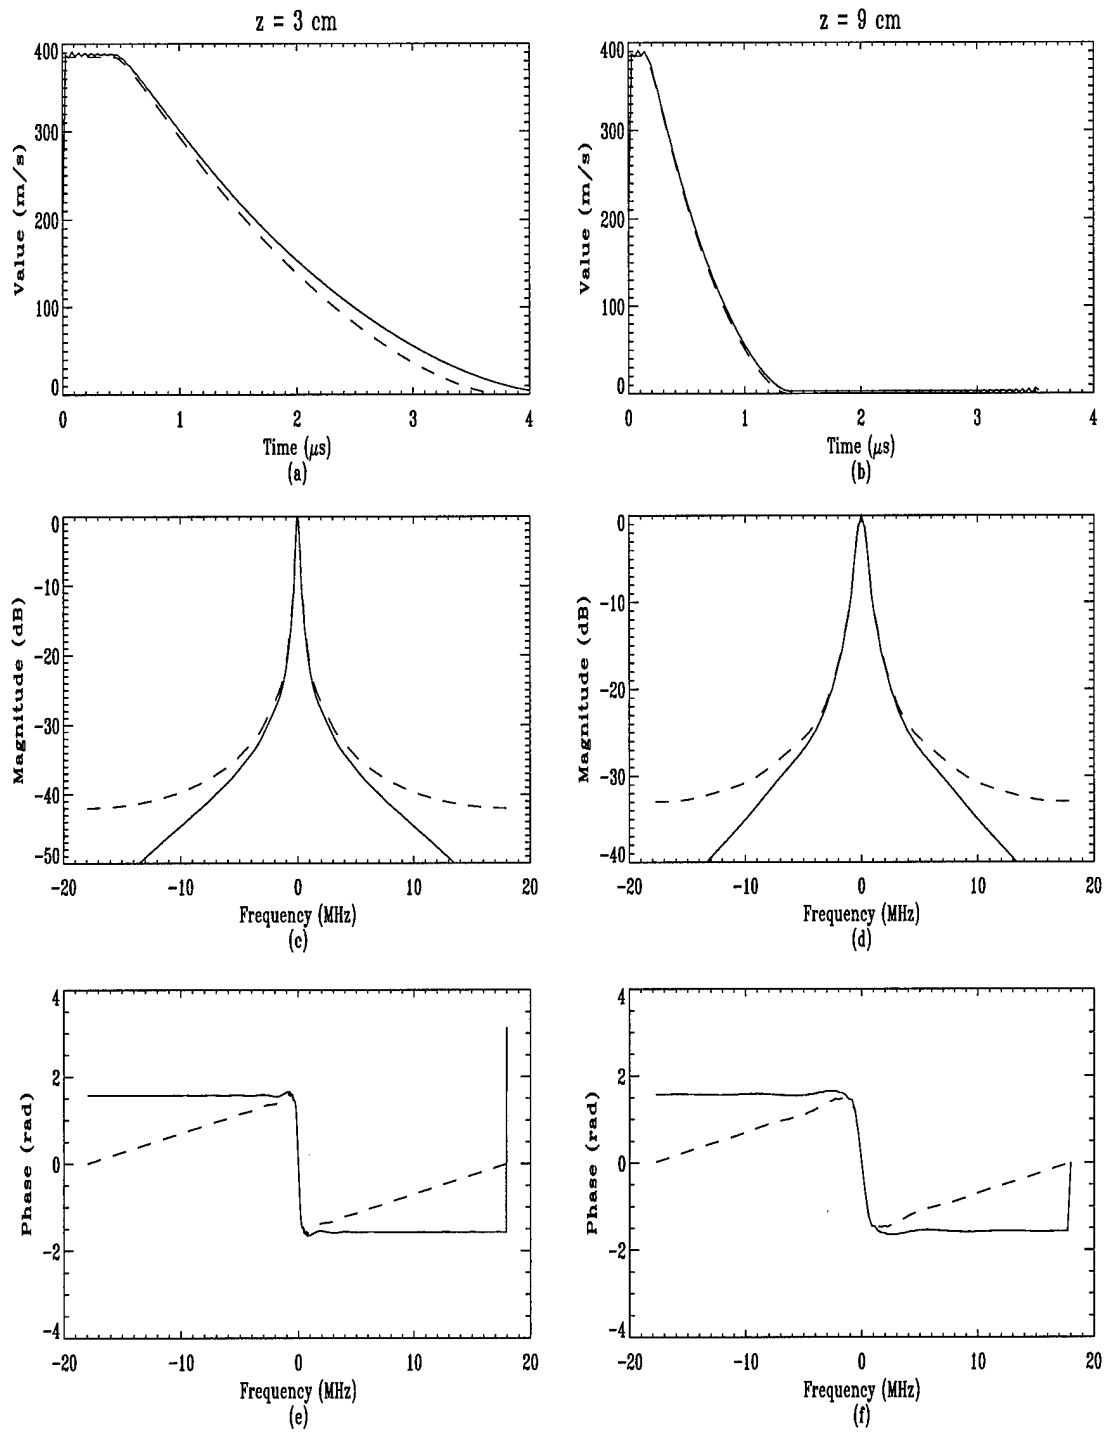 z = 3 cm
z = 9 cm
400
300
200
100
0
Value (m/s)
0 1 2 3 4
Time (μs)
(a)
400
300
200
100
0
Value (m/s)
0 1 2 3 4
Time (μs)
(b)
0
-10
-20
-30
-40
-50
Magnitude (dB)
-20 -10 0 10 20
Frequency (MHz)
(c)
0
-10
-20
-30
-40
Magnitude (dB)
-20 -10 0 10 20
Frequency (MHz)
(d)
4
2
0
-2
-4
Phase (rad)
-20 -10 0 10 20
Frequency (MHz)
(e)
4
2
0
-2
-4
Phase (rad)
-20 -10 0 10 20
Frequency (MHz)
(f)